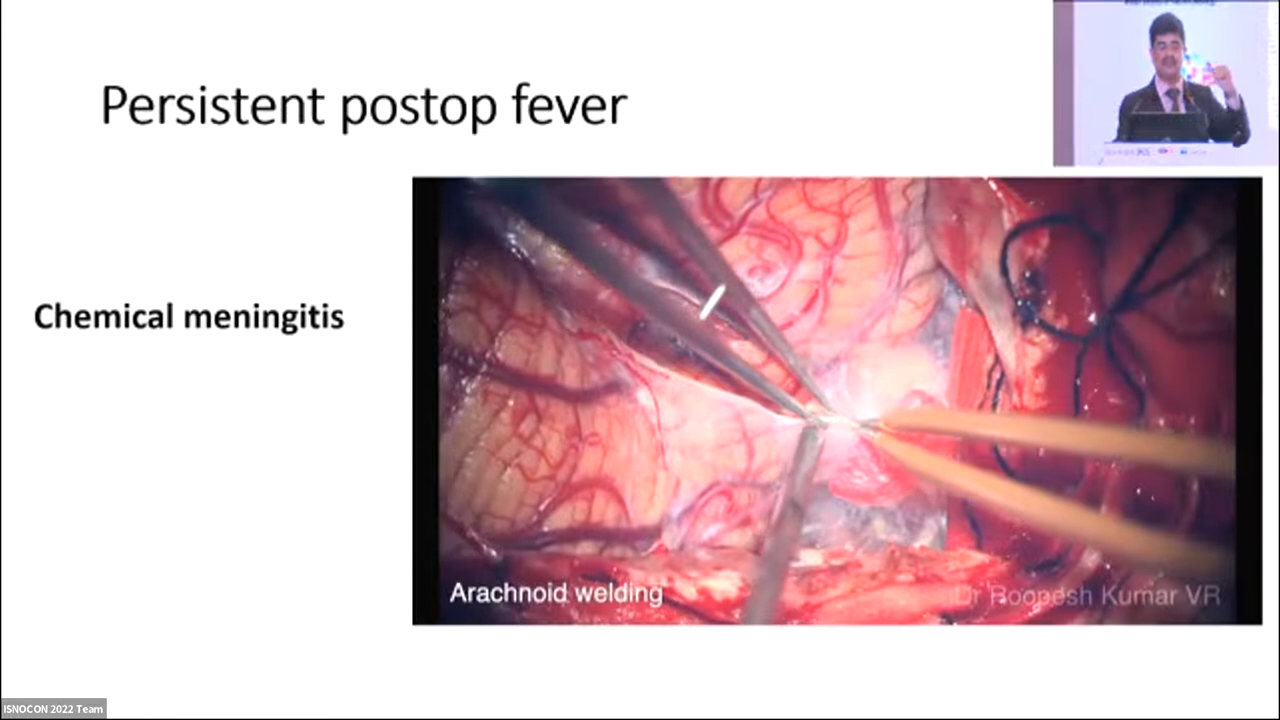 Persistent postop fever
Chemical meningitis
Arachnoid welding
Dr Roopesh Kumar VR
ISNOCON 2022 Team